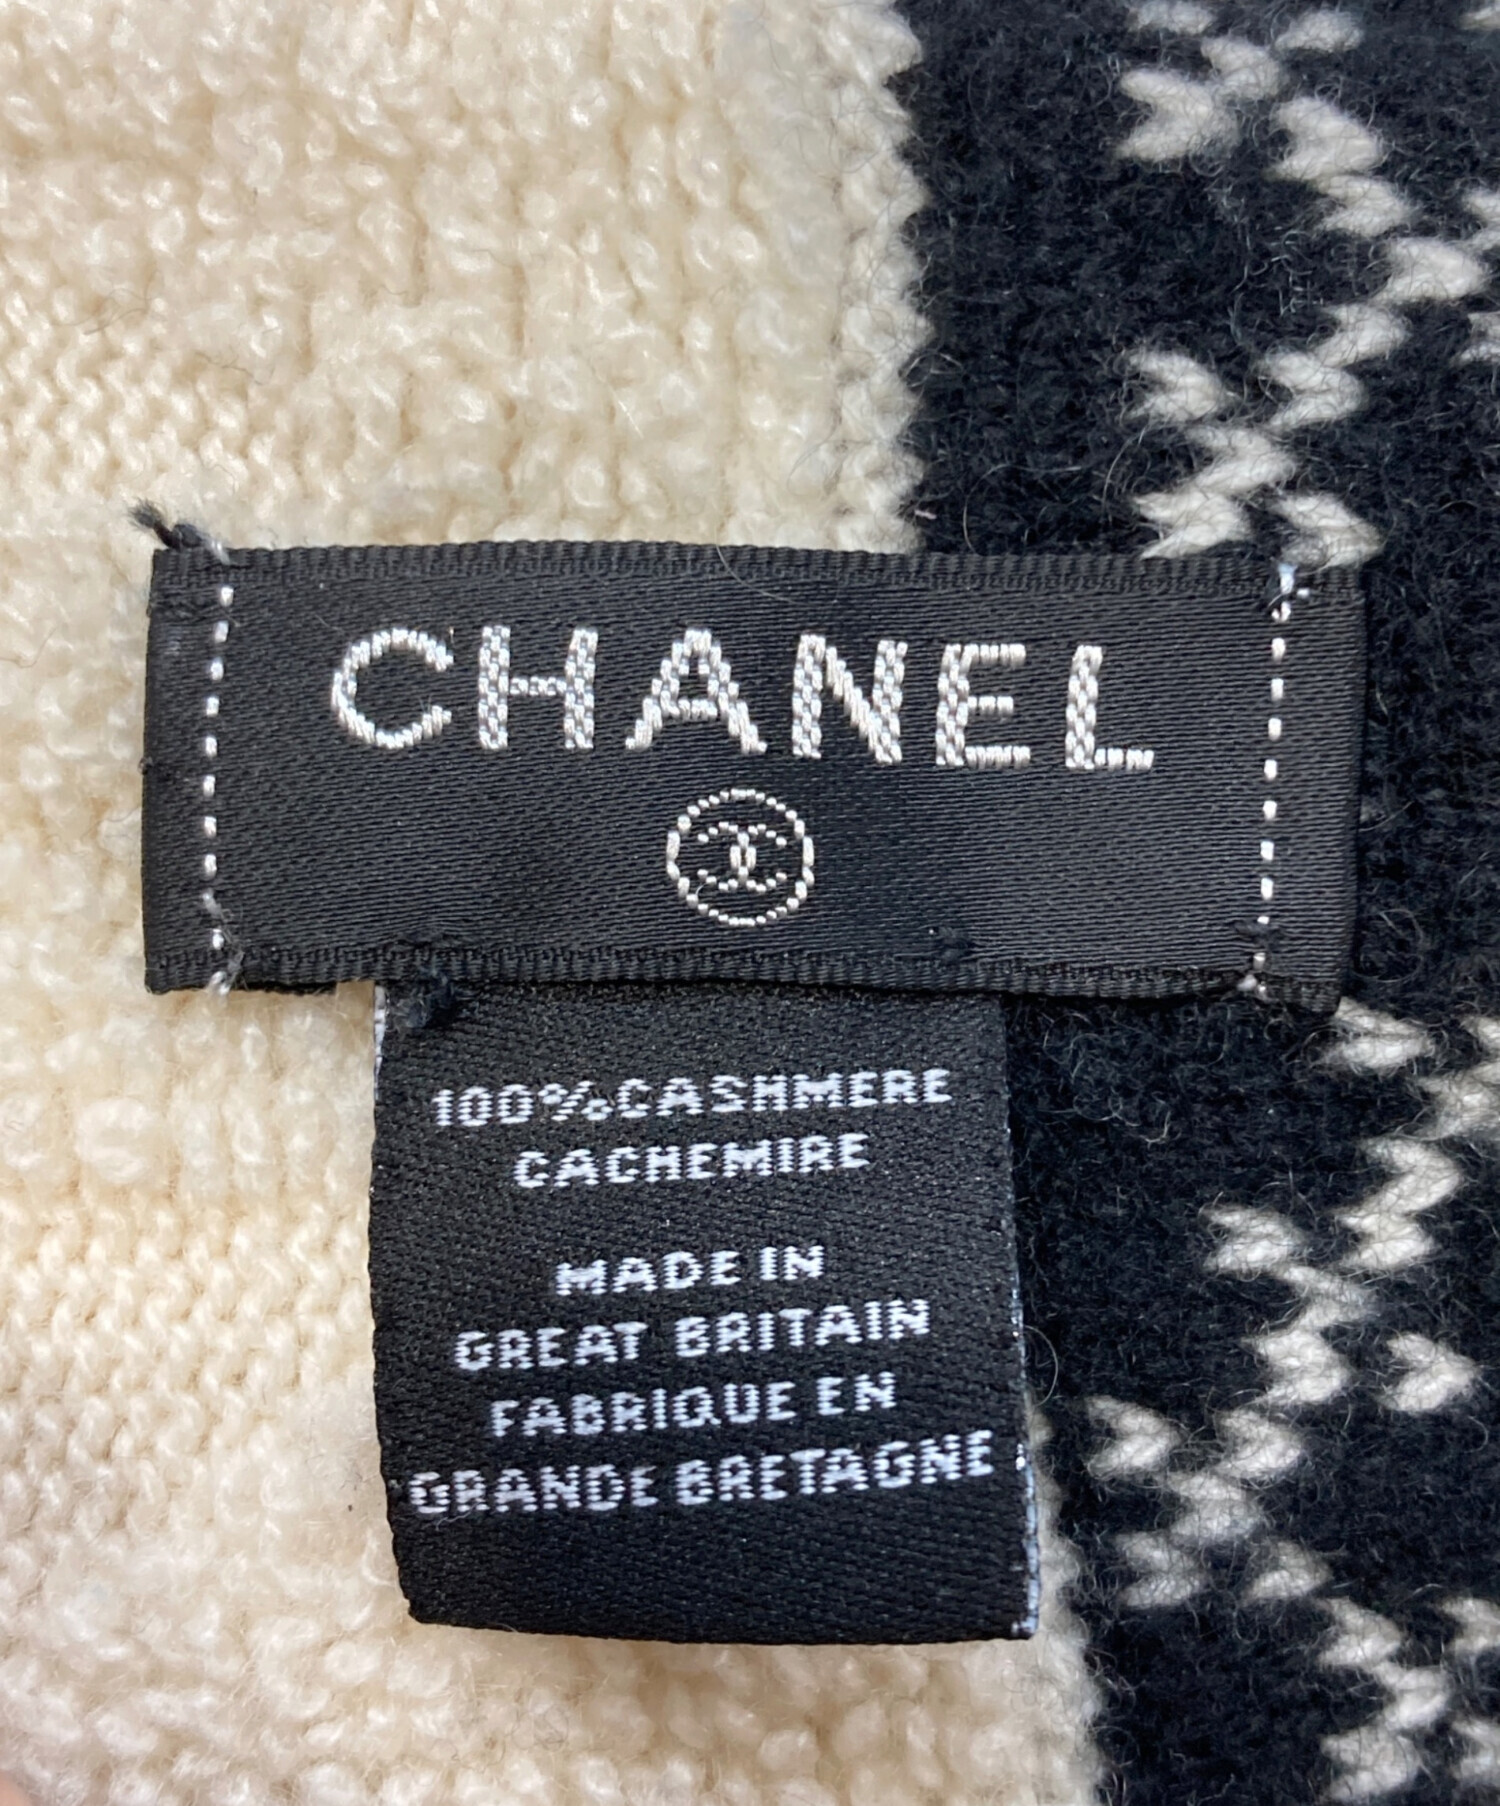 CHANEL
100%CASHMERE
CACHEMIRE
MADE IN
GREAT BRITAIN
FABRIQUE EN
GRANDE BRETAGNE